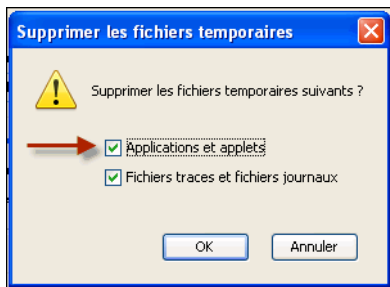 Supprimer les fichiers temporaires
Supprimer les fichiers temporaires suivants ?
Applications et applets
Fichiers traces et fichiers journaux
OK
Annuler